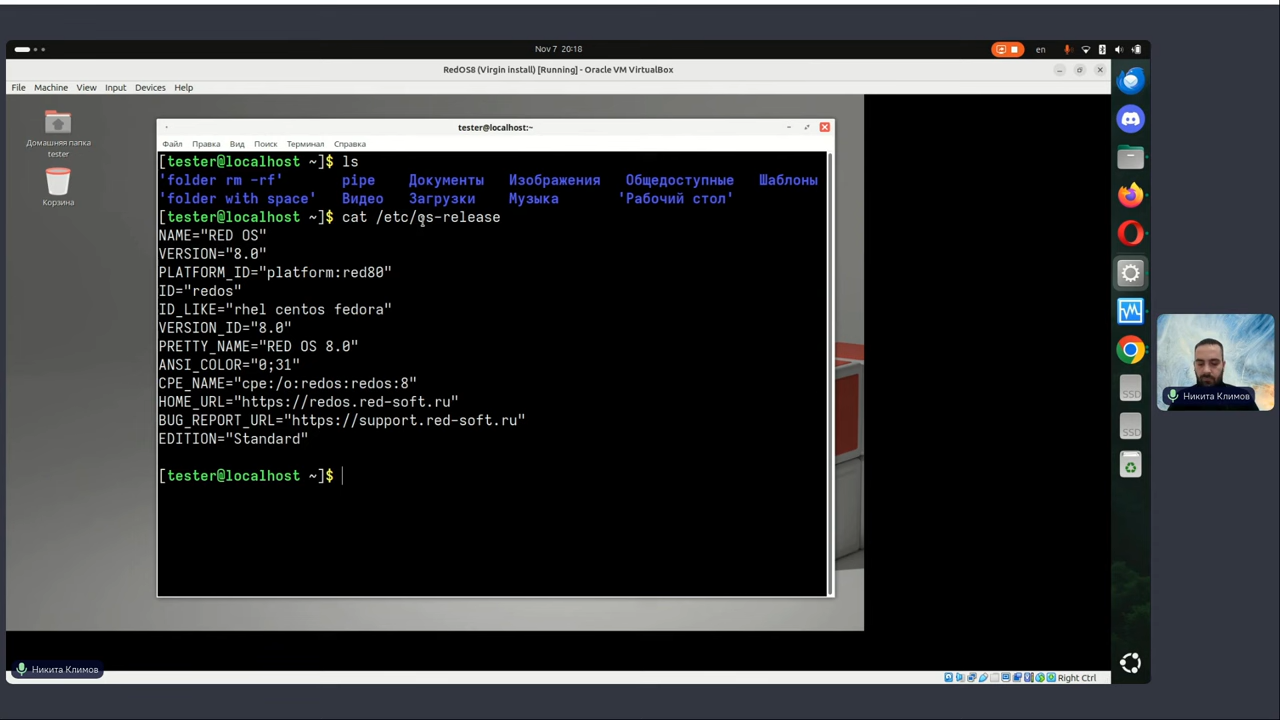 Nov 7 20:18
en
RedOS8 (Virgin install) [Running] - Oracle VM VirtualBox
File Machine View Input Devices Help
Домашняя папка
tester
Корзина
tester@localhost:~
Файл Правка Вид Поиск Терминал Справка
[tester@localhost ~]$ ls
'folder rm -rf' pipe Документы Изображения Общедоступные Шаблоны
'folder with space' Видео Загрузки Музыка 'Рабочий стол'
[tester@localhost ~]$ cat /etc/os-release
NAME="RED OS"
VERSION="8.0"
PLATFORM_ID="platform:red80"
ID="redos"
ID_LIKE="rhel centos fedora"
VERSION_ID="8.0"
PRETTY_NAME="RED OS 8.0"
ANSI_COLOR="0;31"
CPE_NAME="cpe:/o:redos:redos:8"
HOME_URL="https://redos.red-soft.ru"
BUG_REPORT_URL="https://support.red-soft.ru"
EDITION="Standard"
[tester@localhost ~]$
SSD
SSD
Никита Климов
Никита Климов
Right Ctrl